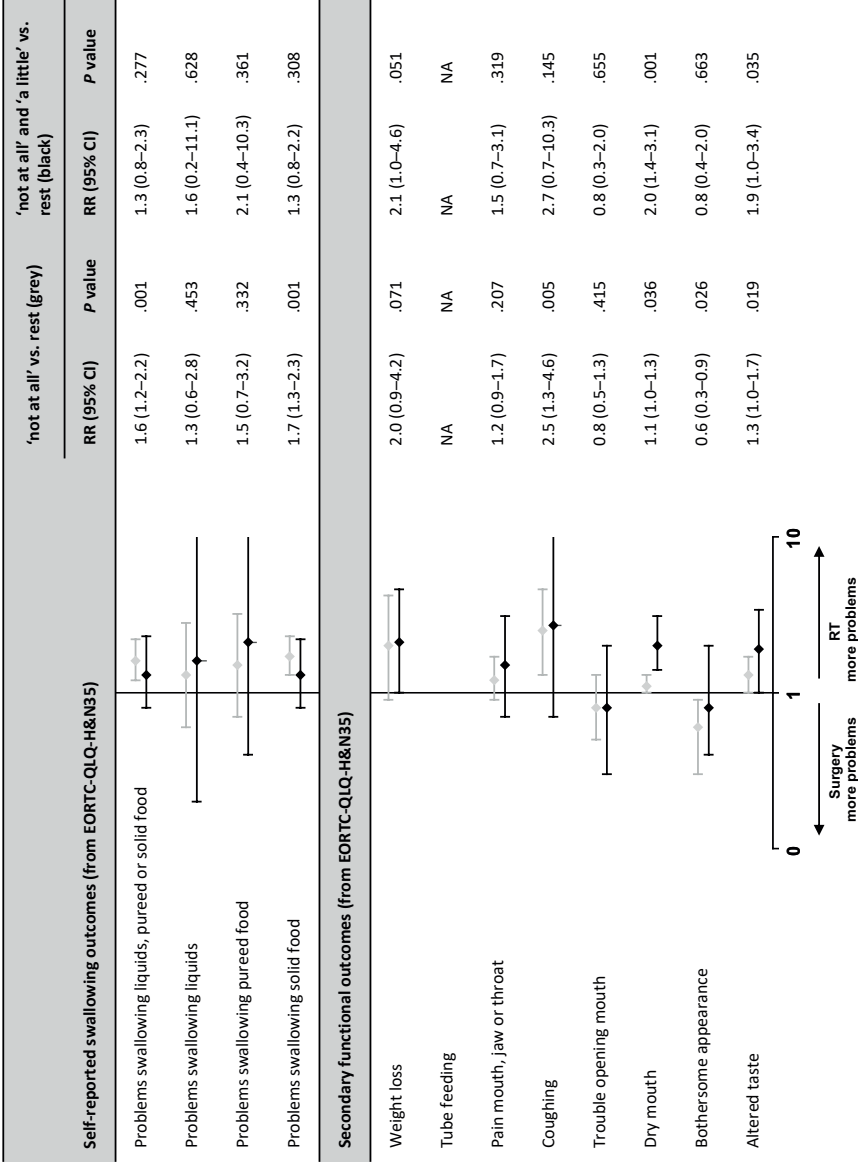 'not at all' vs. rest (grey)
'not at all' and 'a little' vs.
rest (black)
Self-reported swallowing outcomes (from EORTC-QLQ-H&N35)
RR (95% CI)
P value
RR (95% CI)
P value
Problems swallowing liquids, pureed or solid food
1.6 (1.2–2.2)
.001
1.3 (0.8–2.3)
.277
Problems swallowing liquids
1.3 (0.6–2.8)
.453
1.6 (0.2–11.1)
.628
Problems swallowing pureed food
1.5 (0.7–3.2)
.332
2.1 (0.4–10.3)
.361
Problems swallowing solid food
1.7 (1.3–2.3)
.001
1.3 (0.8–2.2)
.308
Secondary functional outcomes (from EORTC-QLQ-H&N35)
Weight loss
2.0 (0.9–4.2)
.071
2.1 (1.0–4.6)
.051
Tube feeding
NA
NA
NA
NA
Pain mouth, jaw or throat
1.2 (0.9–1.7)
.207
1.5 (0.7–3.1)
.319
Coughing
2.5 (1.3–4.6)
.005
2.7 (0.7–10.3)
.145
Trouble opening mouth
0.8 (0.5–1.3)
.415
0.8 (0.3–2.0)
.655
Dry mouth
1.1 (1.0–1.3)
.036
2.0 (1.4–3.1)
.001
Bothersome appearance
0.6 (0.3–0.9)
.026
0.8 (0.4–2.0)
.663
Altered taste
1.3 (1.0–1.7)
.019
1.9 (1.0–3.4)
.035
0
1
10
Surgery
more problems
RT
more problems